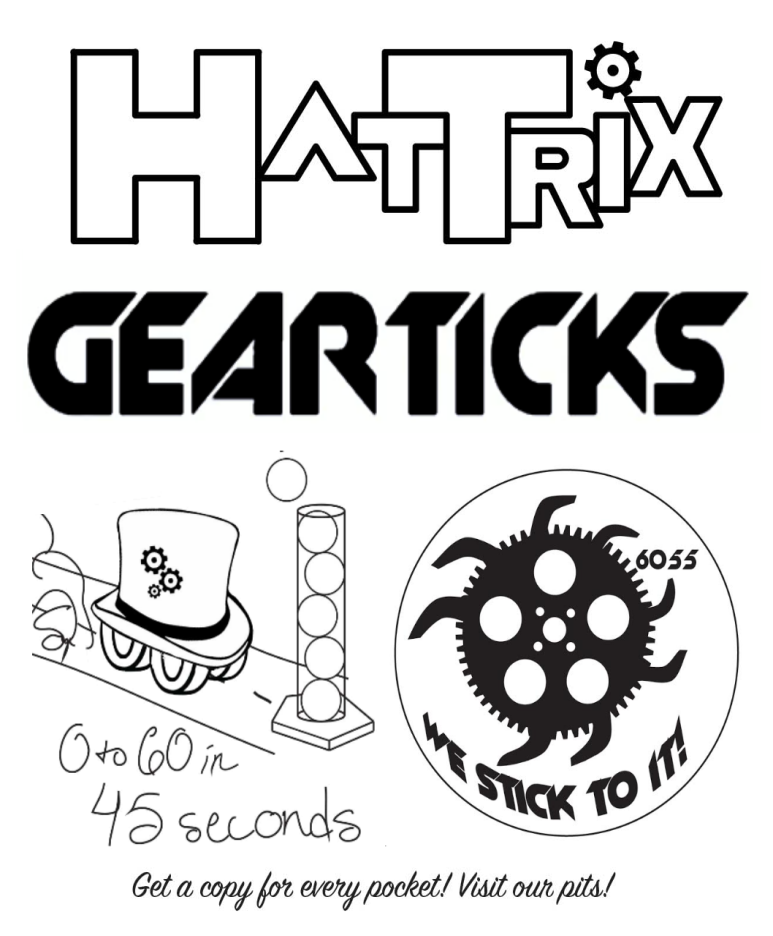 HATTRIX
GEARTICKS
6055
0 to 60 in
45 seconds
WE STICK TO IT!
Get a copy for every pocket! Visit our pits!